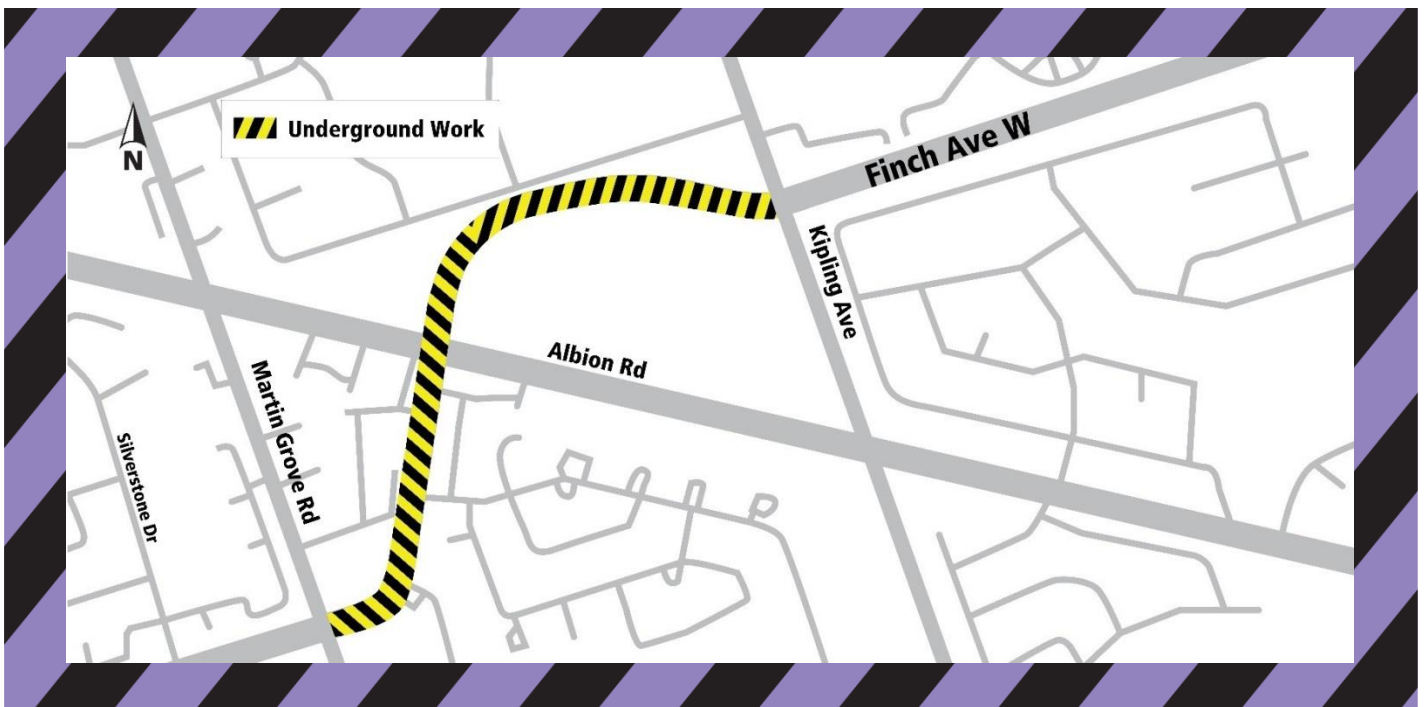 Underground Work
N
Finch Ave W
Kipling Ave
Albion Rd
Martin Grove Rd
Silverstone Dr